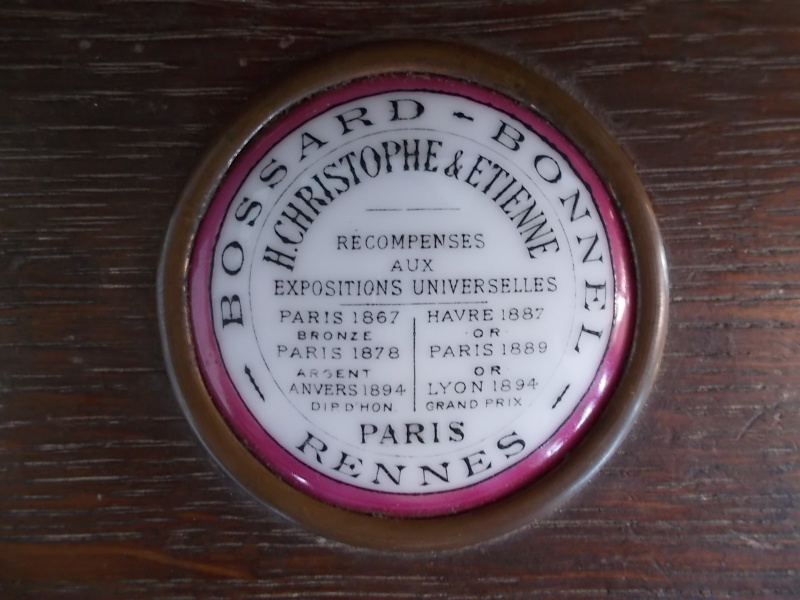 BOSSARD - BONNEL
H. CHRISTOPHE & ETIENNE
RECOMPENSES
AUX
EXPOSITIONS UNIVERSELLES
PARIS 1867
BRONZE
PARIS 1878
ARGENT
ANVERS 1894
DIP. D'HON.
HAVRE 1887
OR
PARIS 1889
OR
LYON 1894
GRAND PRIX
PARIS
- RENNES -